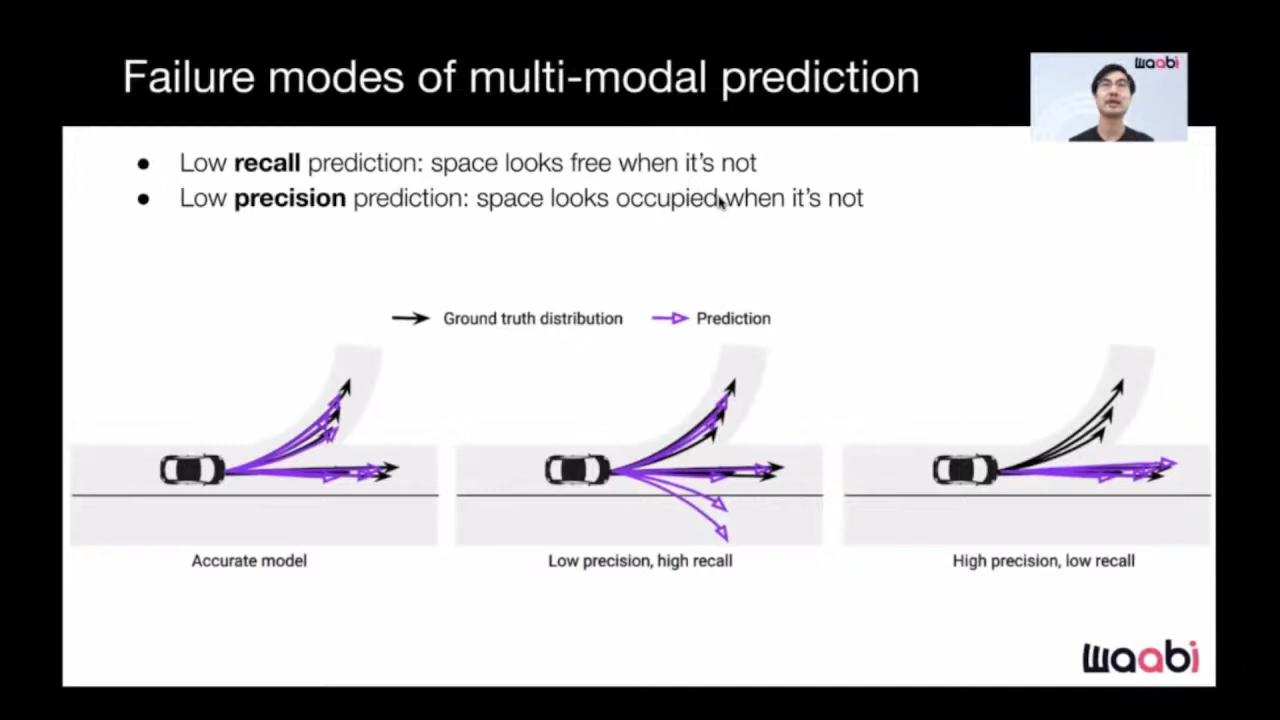 Failure modes of multi-modal prediction
waabi
● Low recall prediction: space looks free when it's not
● Low precision prediction: space looks occupied when it's not
Ground truth distribution
Prediction
Accurate model
Low precision, high recall
High precision, low recall
waabi